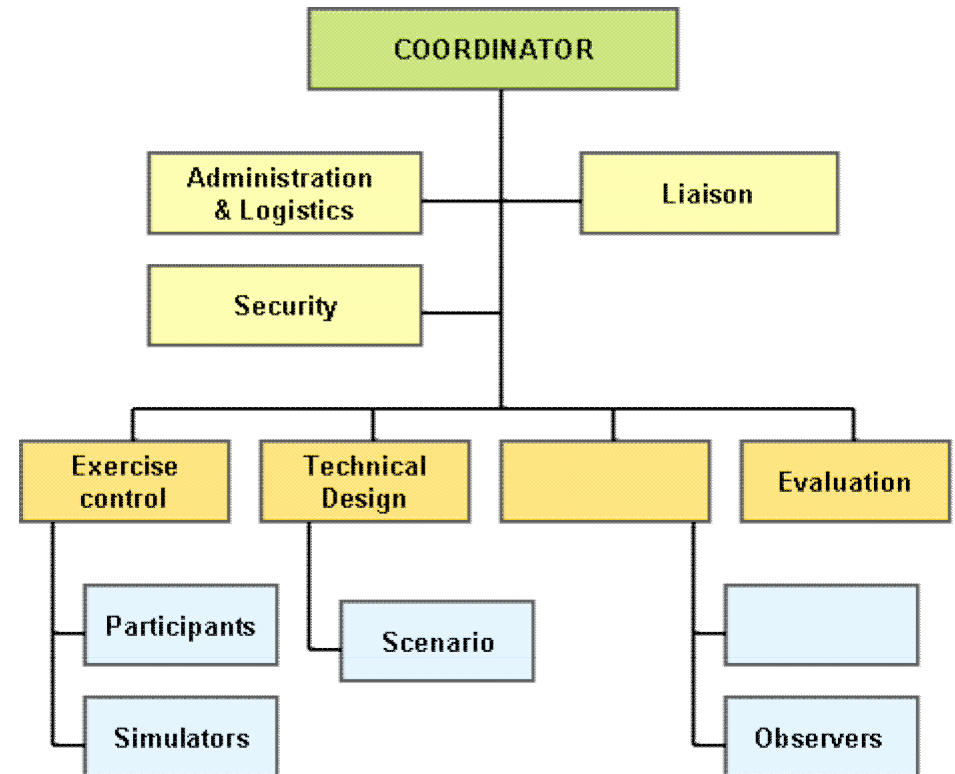 COORDINATOR
Administration
& Logistics
Liaison
Security
Exercise
control
Technical
Design
Evaluation
Participants
Scenario
Simulators
Observers